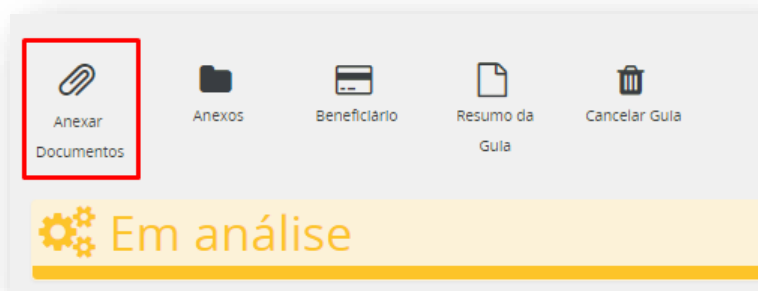 Anexar
Documentos
Anexos
Beneficiário
Resumo da
Guia
Cancelar Guia
Em análise